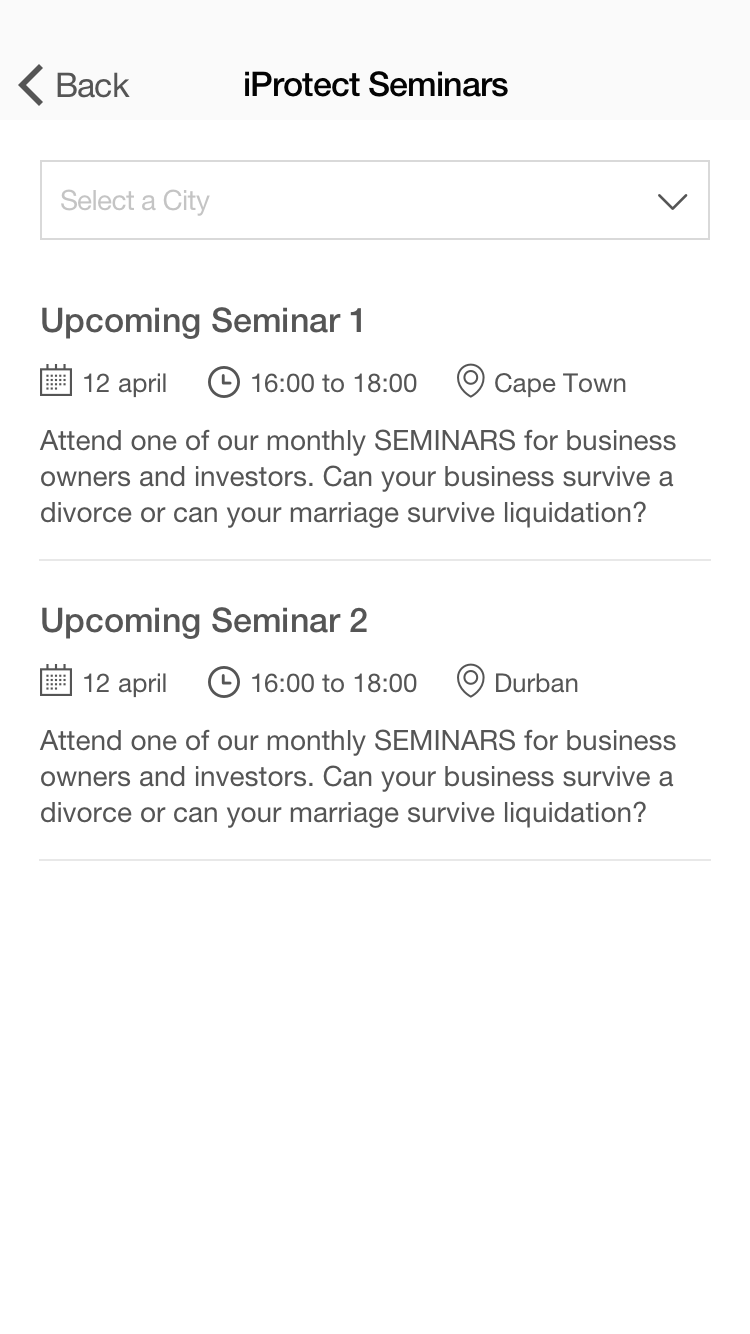 Back
iProtect Seminars
Select a City
Upcoming Seminar 1
12 april 16:00 to 18:00 Cape Town
Attend one of our monthly SEMINARS for business
owners and investors. Can your business survive a
divorce or can your marriage survive liquidation?
Upcoming Seminar 2
12 april 16:00 to 18:00 Durban
Attend one of our monthly SEMINARS for business
owners and investors. Can your business survive a
divorce or can your marriage survive liquidation?